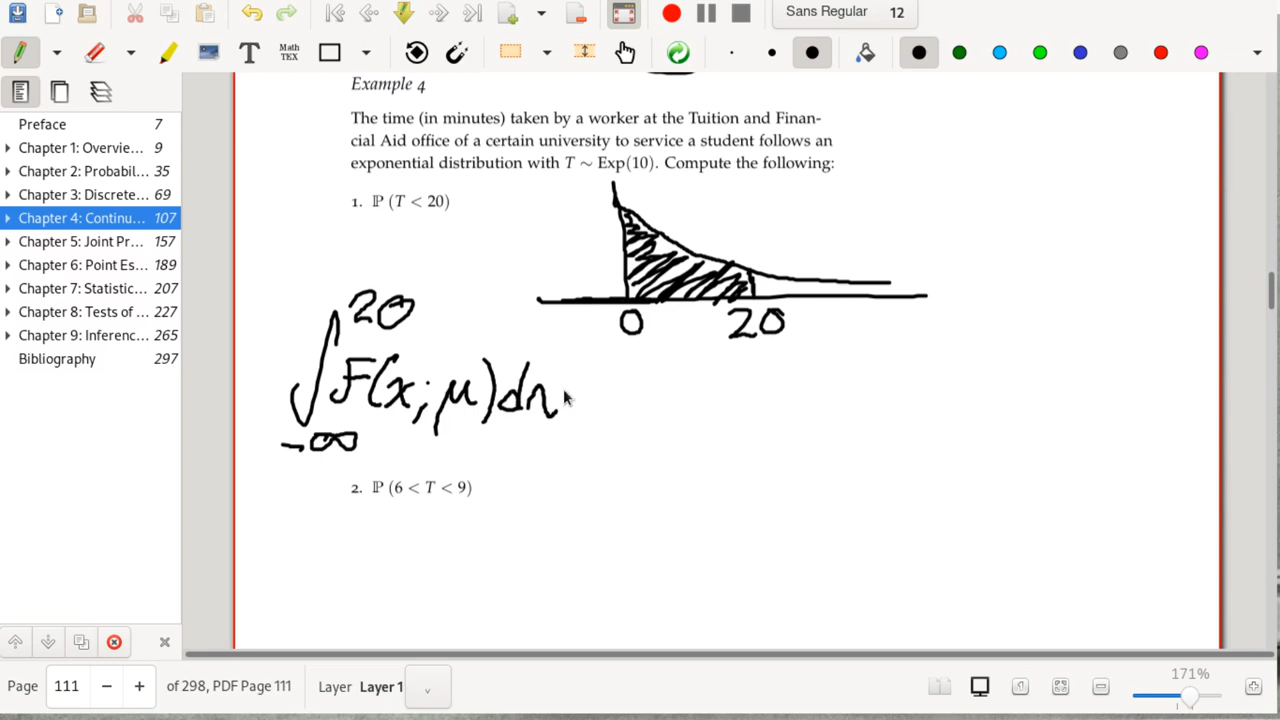 Sans Regular 12
T Math TEX
Preface 7
Chapter 1: Overvie... 9
Chapter 2: Probabil... 35
Chapter 3: Discrete... 69
Chapter 4: Continu... 107
Chapter 5: Joint Pr... 157
Chapter 6: Point Es... 189
Chapter 7: Statistic... 207
Chapter 8: Tests of ... 227
Chapter 9: Inferenc... 265
Bibliography 297
Example 4
The time (in minutes) taken by a worker at the Tuition and Finan-
cial Aid office of a certain university to service a student follows an
exponential distribution with T ~ Exp(10). Compute the following:
1. ℙ (T < 20)
0 20
20
∫ F(x; μ)dx
-∞
2. ℙ (6 < T < 9)
Page 111 of 298, PDF Page 111 Layer Layer 1
171%